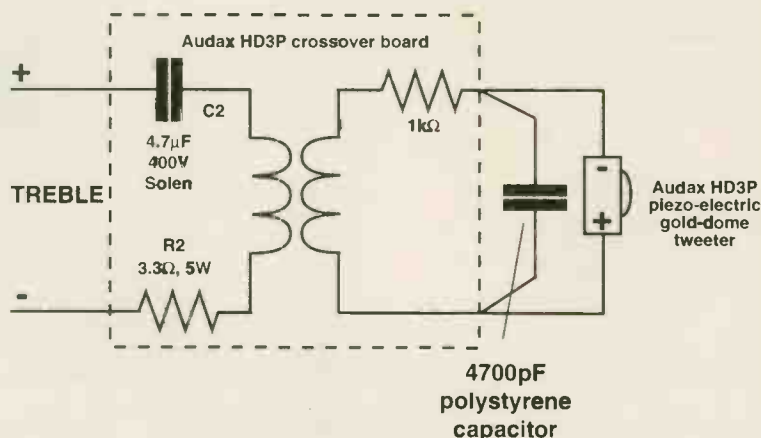 Audax HD3P crossover board
+
C2
4.7µF
400V
Solen
1kΩ
TREBLE
-
+
Audax HD3P
piezo-electric
gold-dome
tweeter
R2
3.3Ω, 5W
-
4700pF
polystyrene
capacitor